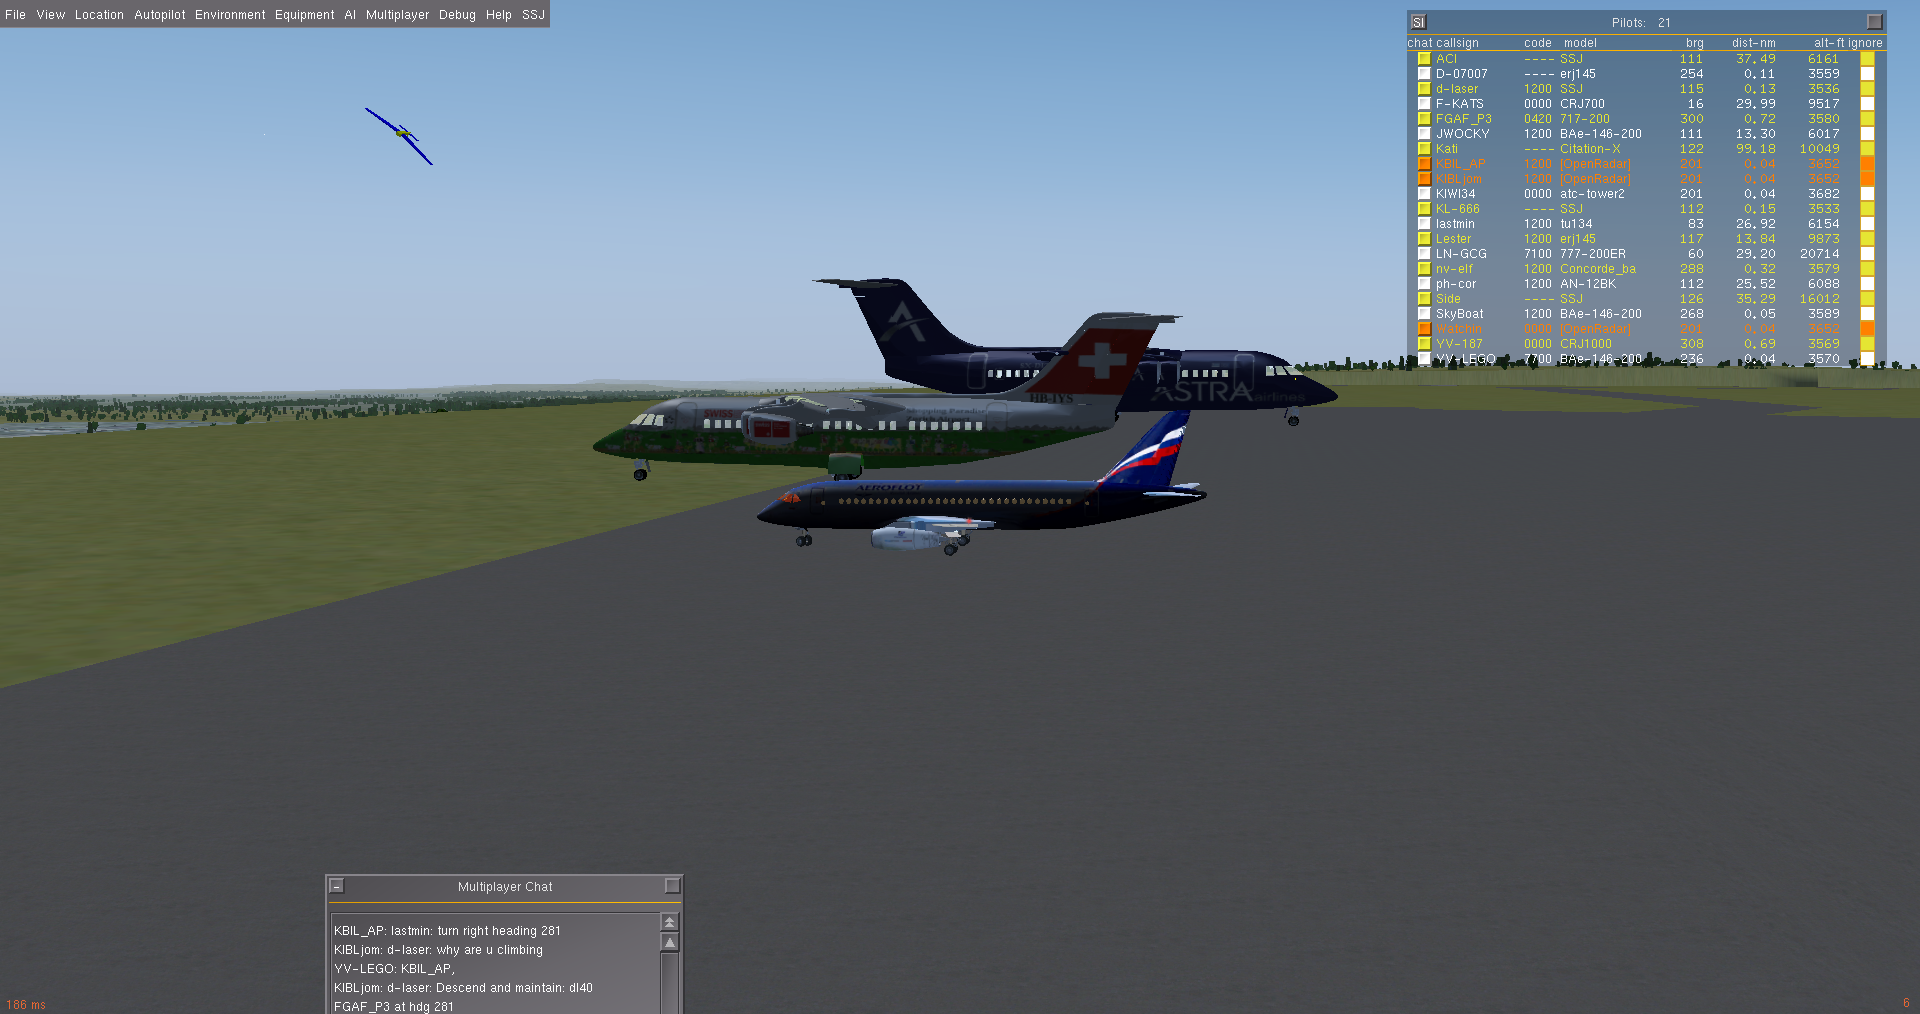 File View Location Autopilot Environment Equipment AI Multiplayer Debug Help SSJ
SI Pilots: 21
chat callsign code model brg dist-nm alt-ft ignore
ACI ---- SSJ 111 37.49 6161
D-07007 ---- erj145 254 0.11 3559
d-laser 1200 SSJ 115 0.13 3536
F-KATS 0000 CRJ700 16 29.99 9517
FGAF_P3 0420 717-200 300 0.72 3580
JWOCKY 1200 BAe-146-200 111 13.30 6017
Kati ---- Citation-X 122 99.18 10049
KBIL_AP 1200 [OpenRadar] 201 0.04 3652
KIBLjom 1200 [OpenRadar] 201 0.04 3652
KIWI34 0000 atc-tower2 201 0.04 3682
KL-666 ---- SSJ 112 0.15 3533
lastmin 1200 tu134 83 26.92 6154
Lester 1200 erj145 117 13.84 9873
LN-GCG 7100 777-200ER 60 29.20 20714
nv-elf 1200 Concorde_ba 288 0.32 3579
ph-cor 1200 AN-12BK 112 25.52 6088
Side ---- SSJ 126 35.29 16012
SkyBoat 1200 BAe-146-200 268 0.05 3589
watchin 0000 [OpenRadar] 201 0.04 3652
YV-187 0000 CRJ1000 308 0.69 3569
YV-LEGO 7700 BAe-146-200 236 0.04 3570
ASTRA airlines
HB-IYS
SWISS
Shopping Paradise
Zurich Airport
AEROFLOT
Multiplayer Chat
KBIL_AP: lastmin: turn right heading 281
KIBLjom: d-laser: why are u climbing
YV-LEGO: KBIL_AP,
KIBLjom: d-laser: Descend and maintain: dl40
FGAF_P3 at hdg 281
186 ms
6